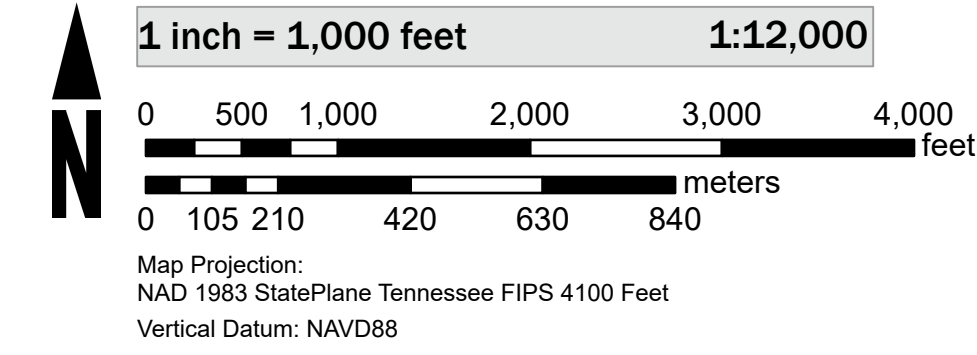 N
1 inch = 1,000 feet 1:12,000
0 500 1,000 2,000 3,000 4,000
feet
meters
0 105 210 420 630 840
Map Projection:
NAD 1983 StatePlane Tennessee FIPS 4100 Feet
Vertical Datum: NAVD88